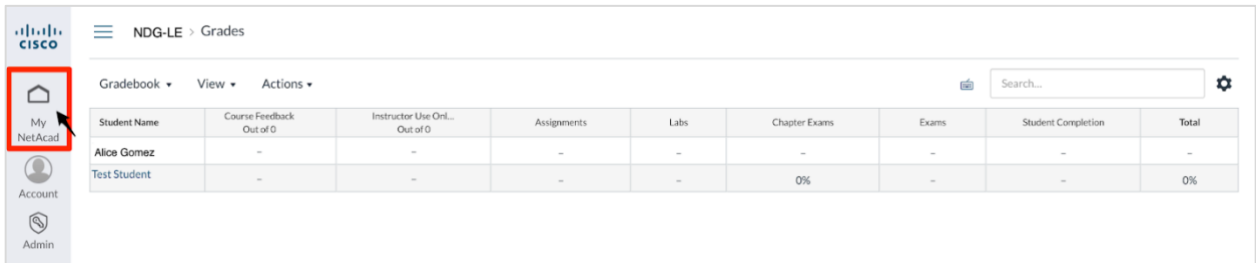 CISCO
NDG-LE > Grades
My
NetAcad
Account
Admin
Gradebook View Actions
Search...
Student Name Course Feedback Instructor Use Onl... Assignments Labs Chapter Exams Exams Student Completion Total
Out of 0 Out of 0
Alice Gomez – – – – – – – –
Test Student – – – – 0% – – 0%